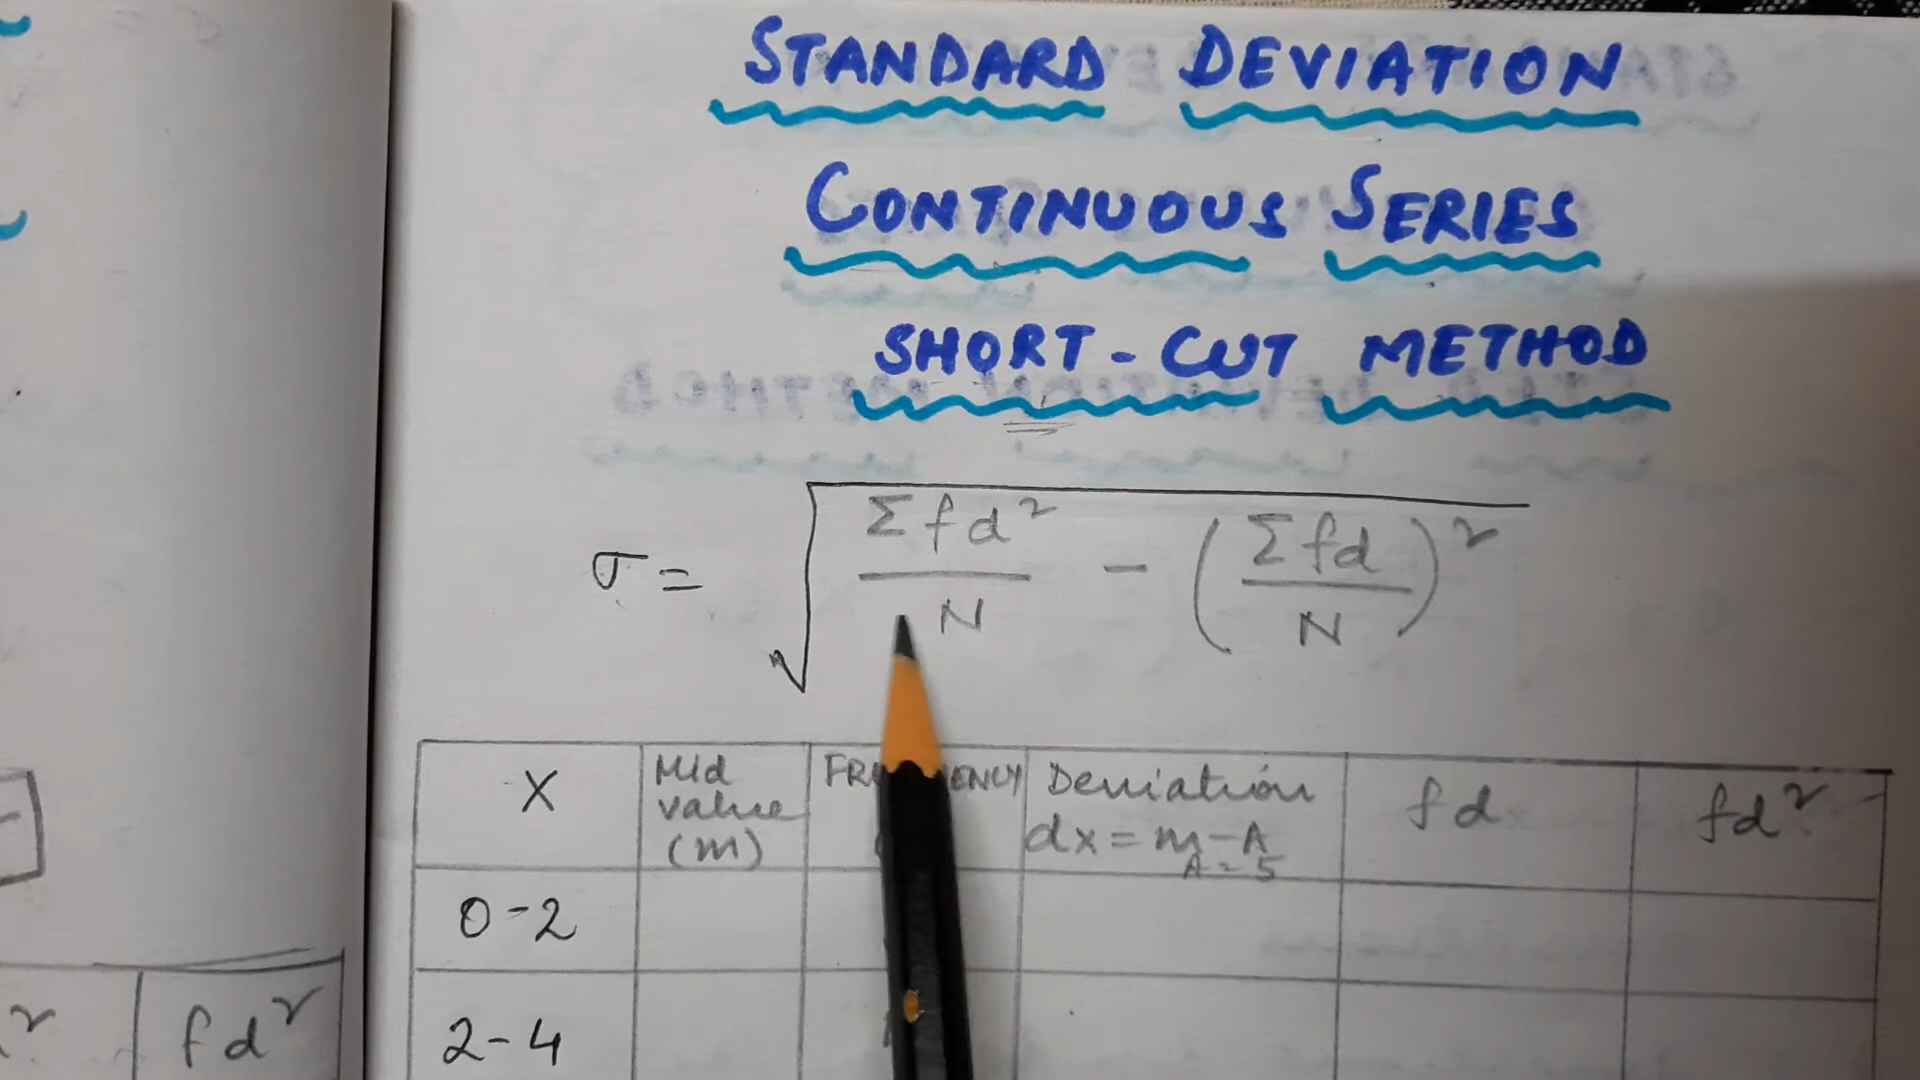 STANDARD DEVIATION
CONTINUOUS SERIES
SHORT-CUT METHOD
σ = √ Σfd² / N - (Σfd / N)²
X
Mid value (m)
Deviation dx = m-A
A=5
fd
fd²
0-2
2-4
fd²